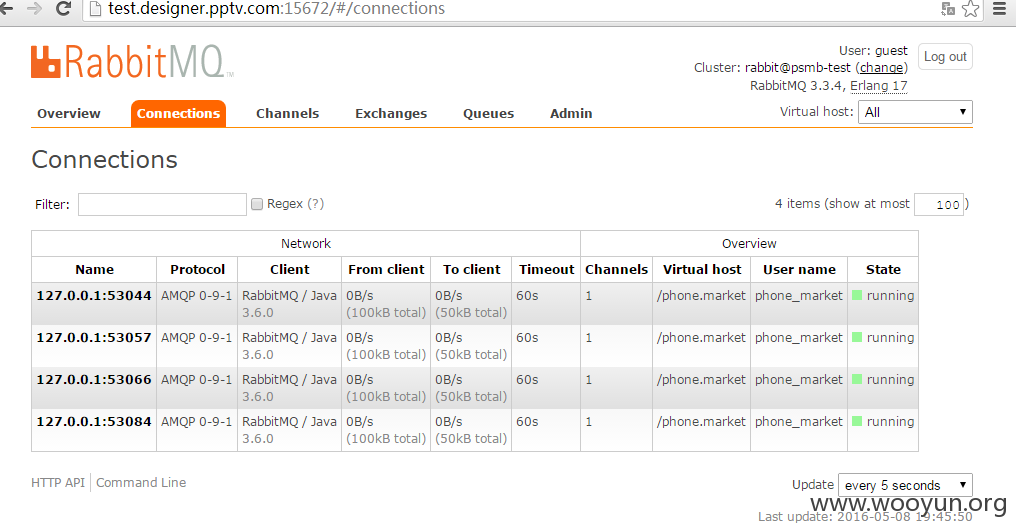 test.designer.pptv.com:15672/#/connections
RabbitMQ™
User: guest
Log out
Cluster: rabbit@psmb-test (change)
RabbitMQ 3.3.4, Erlang 17
Overview Connections Channels Exchanges Queues Admin
Virtual host: All
Connections
Filter: Regex (?)
4 items (show at most 100)
Network Overview
Name Protocol Client From client To client Timeout Channels Virtual host User name State
127.0.0.1:53044 AMQP 0-9-1 RabbitMQ / Java 0B/s 0B/s 60s 1 /phone.market phone_market running
3.6.0 (100kB total) (50kB total)
127.0.0.1:53057 AMQP 0-9-1 RabbitMQ / Java 0B/s 0B/s 60s 1 /phone.market phone_market running
3.6.0 (100kB total) (50kB total)
127.0.0.1:53066 AMQP 0-9-1 RabbitMQ / Java 0B/s 0B/s 60s 1 /phone.market phone_market running
3.6.0 (100kB total) (50kB total)
127.0.0.1:53084 AMQP 0-9-1 RabbitMQ / Java 0B/s 0B/s 60s 1 /phone.market phone_market running
3.6.0 (100kB total) (50kB total)
HTTP API Command Line
Update every 5 seconds
www.wooyun.org
Last update: 2016-05-08 19:45:50